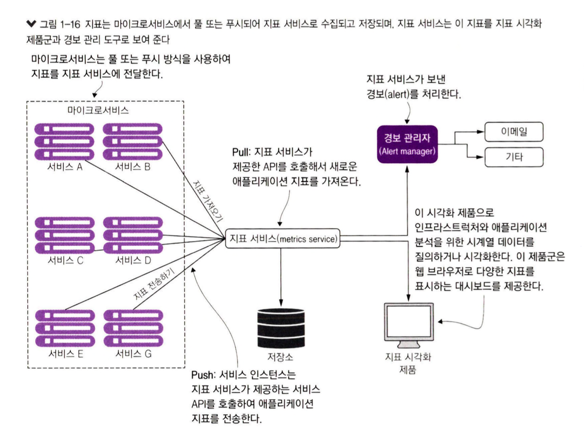 ❤ 그림 1-16 지표는 마이크로서비스에서 풀 또는 푸시되어 지표 서비스로 수집되고 저장되며, 지표 서비스는 이 지표를 지표 시각화
제품군과 경보 관리 도구로 보여 준다
마이크로서비스는 풀 또는 푸시 방식을 사용하여
지표를 지표 서비스에 전달한다.
마이크로서비스
서비스 A
서비스 B
서비스 C
서비스 D
서비스 E
서비스 G
지표 가져오기
지표 전송하기
Pull: 지표 서비스가
제공한 API를 호출해서 새로운
애플리케이션 지표를 가져온다.
지표 서비스(metrics service)
저장소
Push: 서비스 인스턴스는
지표 서비스가 제공하는 서비스
API를 호출하여 애플리케이션
지표를 전송한다.
지표 서비스가 보낸
경보(alert)를 처리한다.
경보 관리자
(Alert manager)
이메일
기타
이 시각화 제품으로
인프라스트럭처와 애플리케이션
분석을 위한 시계열 데이터를
질의하거나 시각화한다. 이 제품군은
웹 브라우저로 다양한 지표를
표시하는 대시보드를 제공한다.
지표 시각화
제품